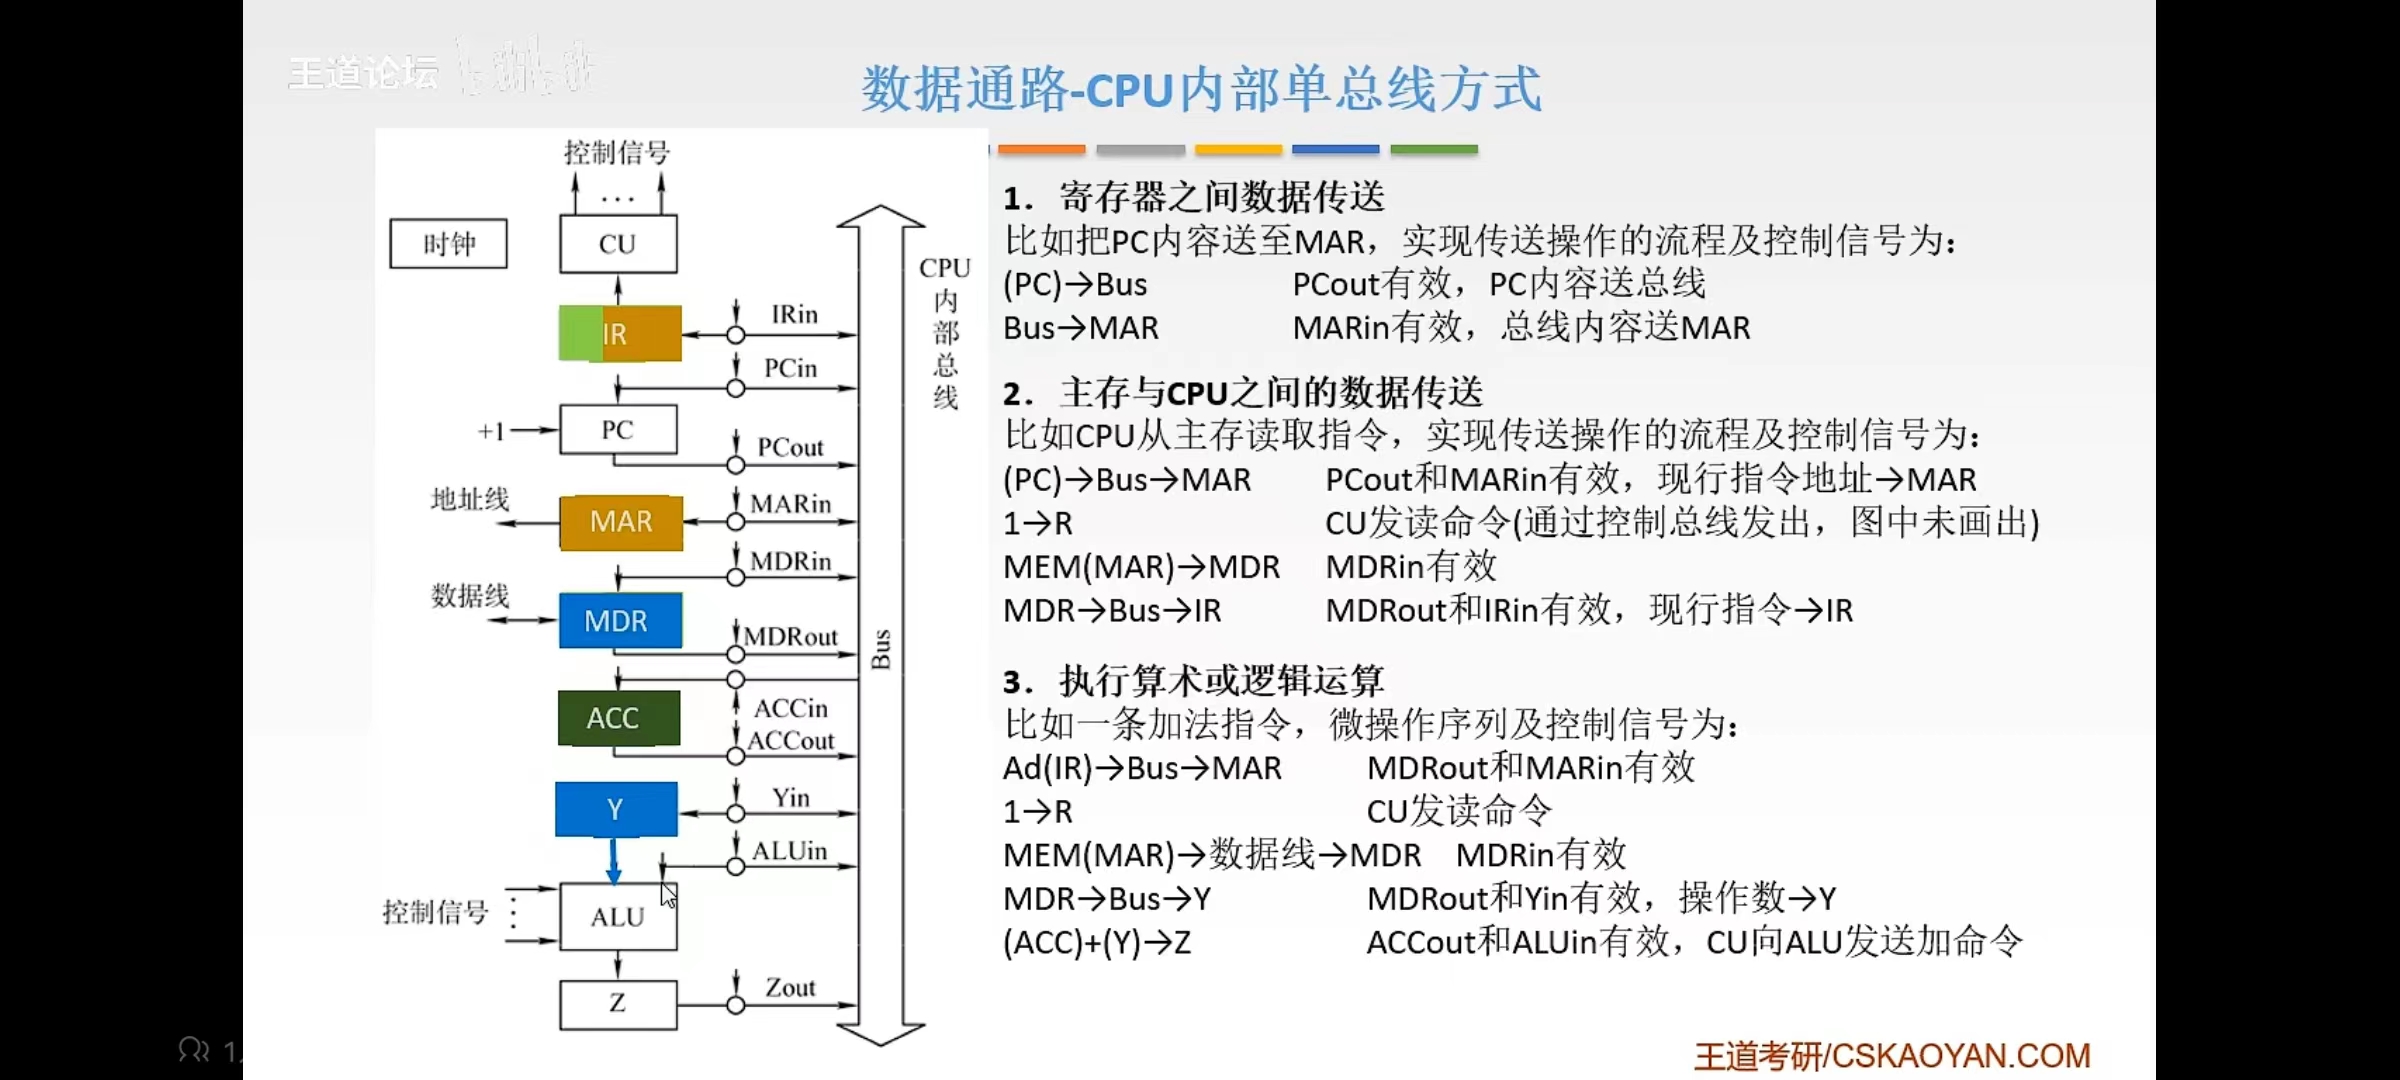 王道论坛
数据通路-CPU内部单总线方式
控制信号
...
时钟
CU
CPU内部总线
IR
IRin
PCin
+1
PC
PCout
地址线
MAR
MARin
MDRin
数据线
MDR
MDRout
Bus
ACC
ACCin
ACCout
Y
Yin
ALUin
控制信号
ALU
Z
Zout
1. 寄存器之间数据传送
比如把PC内容送至MAR，实现传送操作的流程及控制信号为：
(PC)→Bus PCout有效，PC内容送总线
Bus→MAR MARin有效，总线内容送MAR
2. 主存与CPU之间的数据传送
比如CPU从主存读取指令，实现传送操作的流程及控制信号为：
(PC)→Bus→MAR PCout和MARin有效，现行指令地址→MAR
1→R CU发读命令(通过控制总线发出，图中未画出)
MEM(MAR)→MDR MDRin有效
MDR→Bus→IR MDRout和IRin有效，现行指令→IR
3. 执行算术或逻辑运算
比如一条加法指令，微操作序列及控制信号为：
Ad(IR)→Bus→MAR MDRout和MARin有效
1→R CU发读命令
MEM(MAR)→数据线→MDR MDRin有效
MDR→Bus→Y MDRout和Yin有效，操作数→Y
(ACC)+(Y)→Z ACCout和ALUin有效，CU向ALU发送加命令
王道考研/CSKAOYAN.COM